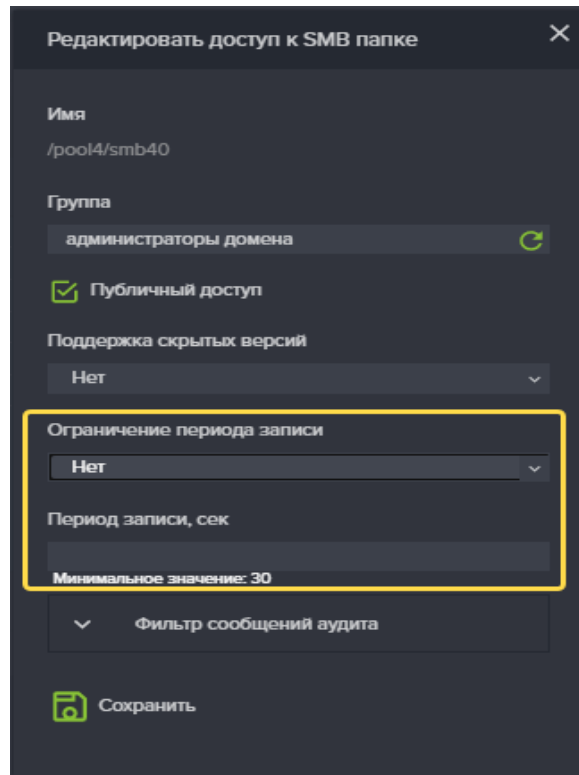 Редактировать доступ к SMB папке
Имя
/pool4/smb40
Группа
администраторы домена
Публичный доступ
Поддержка скрытых версий
Нет
Ограничение периода записи
Нет
Период записи, сек
Минимальное значение: 30
Фильтр сообщений аудита
Сохранить